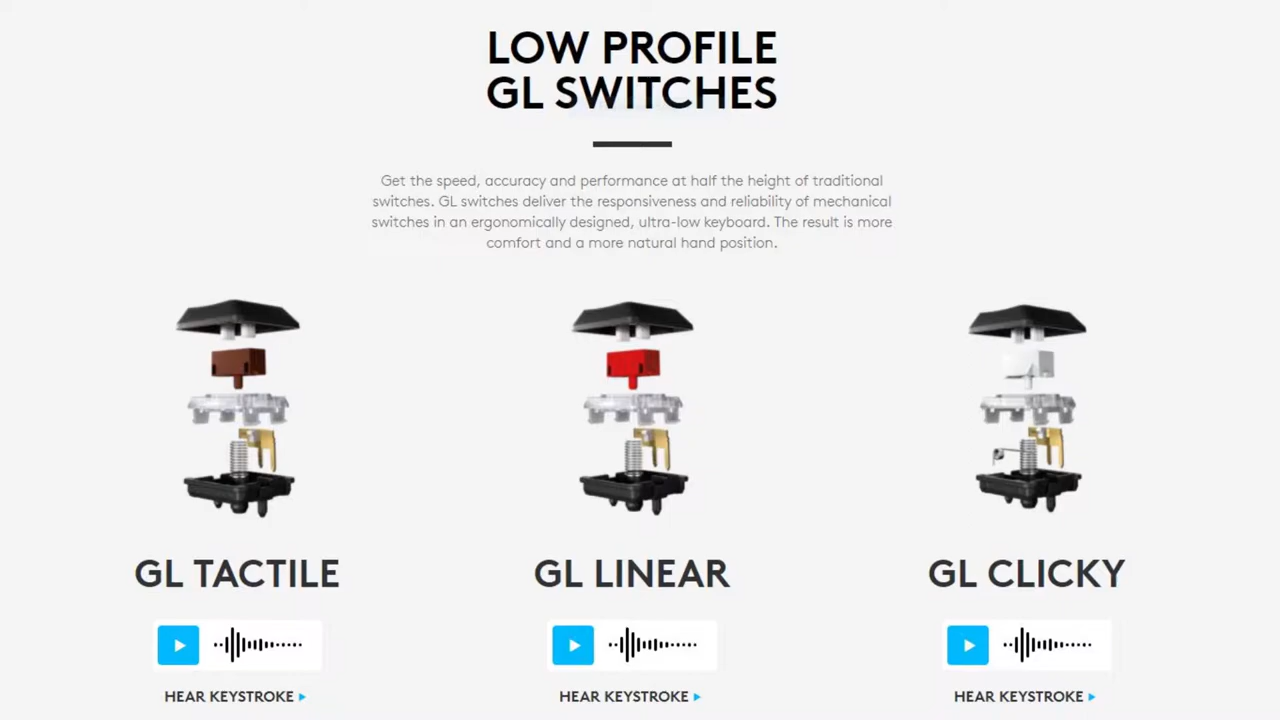 LOW PROFILE
GL SWITCHES
Get the speed, accuracy and performance at half the height of traditional
switches. GL switches deliver the responsiveness and reliability of mechanical
switches in an ergonomically designed, ultra-low keyboard. The result is more
comfort and a more natural hand position.
GL TACTILE
GL LINEAR
GL CLICKY
HEAR KEYSTROKE
HEAR KEYSTROKE
HEAR KEYSTROKE